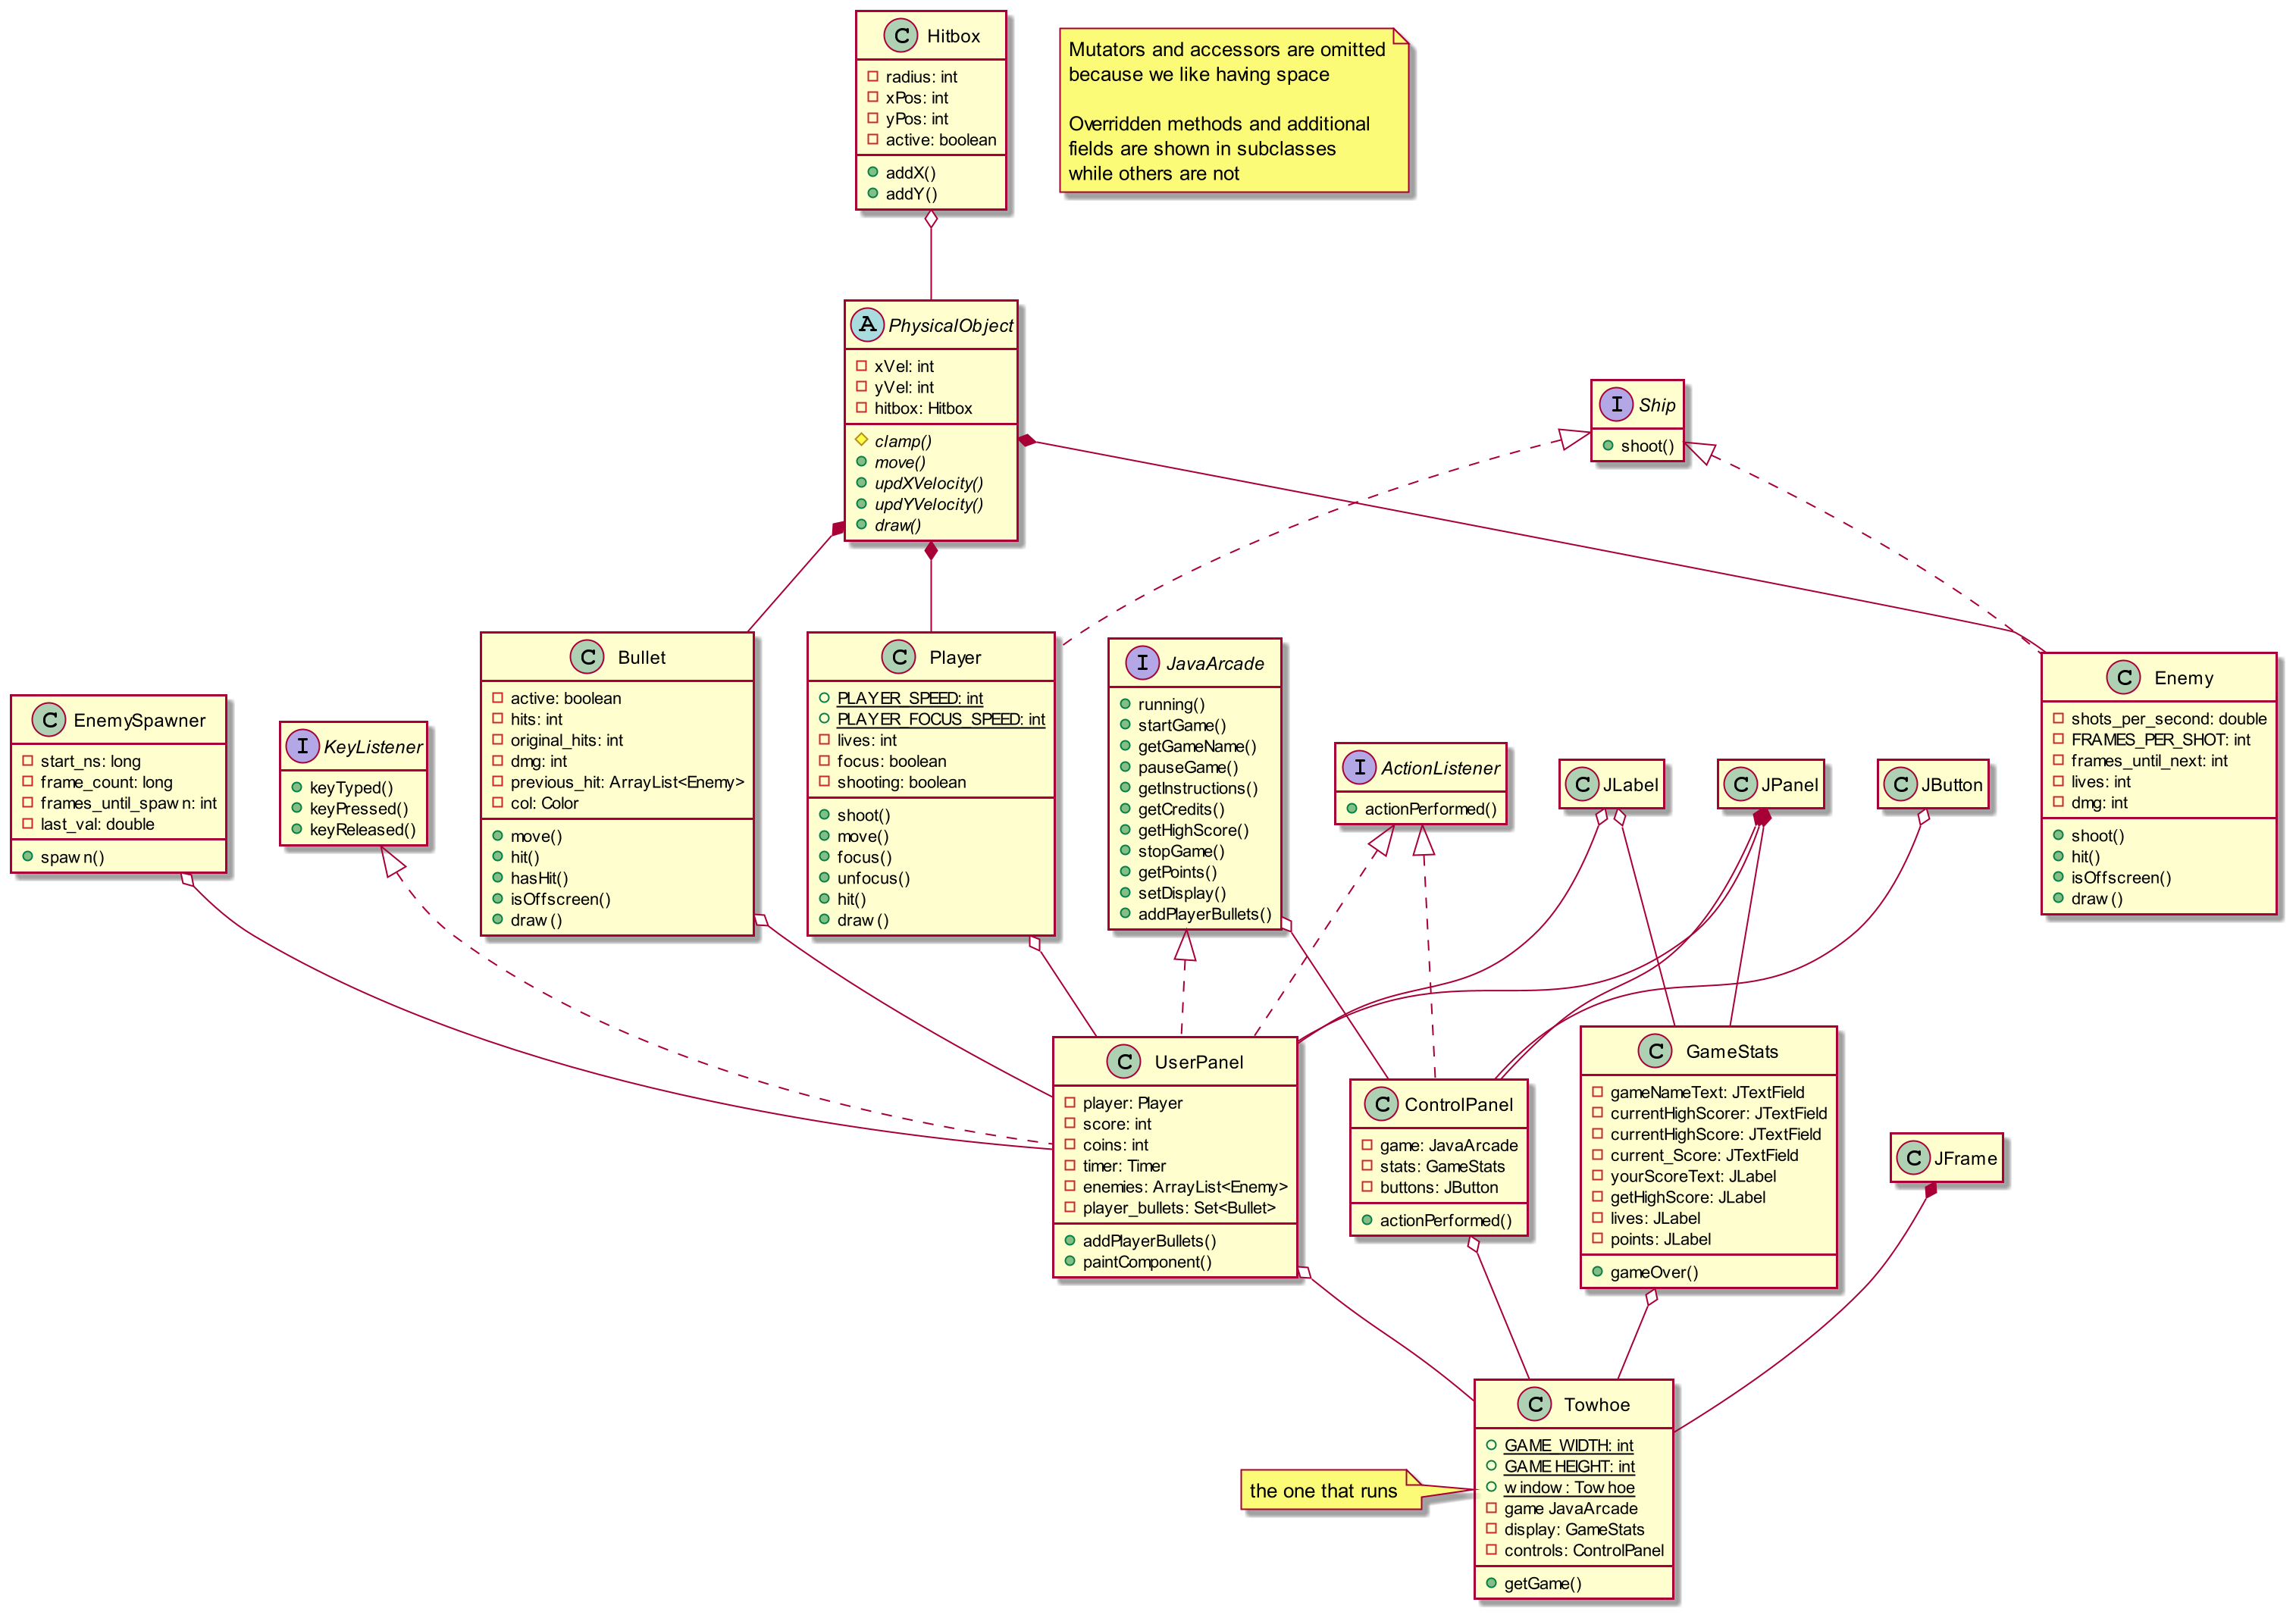 C Hitbox
radius: int
xPos: int
yPos: int
active: boolean
addX()
addY()
Mutators and accessors are omitted
because we like having space
Overridden methods and additional
fields are shown in subclasses
while others are not
A PhysicalObject
xVel: int
yVel: int
hitbox: Hitbox
clamp()
move()
updXVelocity()
updYVelocity()
draw()
I Ship
shoot()
C EnemySpawner
start_ns: long
frame_count: long
frames_until_spawn: int
last_val: double
spawn()
I KeyListener
keyTyped()
keyPressed()
keyReleased()
C Bullet
active: boolean
hits: int
original_hits: int
dmg: int
previous_hit: ArrayList<Enemy>
col: Color
move()
hit()
hasHit()
isOffscreen()
draw()
C Player
PLAYER_SPEED: int
PLAYER_FOCUS_SPEED: int
lives: int
focus: boolean
shooting: boolean
shoot()
move()
focus()
unfocus()
hit()
draw()
I JavaArcade
running()
startGame()
getGameName()
pauseGame()
getInstructions()
getCredits()
getHighScore()
stopGame()
getPoints()
setDisplay()
addPlayerBullets()
I ActionListener
actionPerformed()
C JLabel
C JPanel
C JButton
C Enemy
shots_per_second: double
FRAMES_PER_SHOT: int
frames_until_next: int
lives: int
dmg: int
shoot()
hit()
isOffscreen()
draw()
C UserPanel
player: Player
score: int
coins: int
timer: Timer
enemies: ArrayList<Enemy>
player_bullets: Set<Bullet>
addPlayerBullets()
paintComponent()
C ControlPanel
game: JavaArcade
stats: GameStats
buttons: JButton
actionPerformed()
C GameStats
gameNameText: JTextField
currentHighScorer: JTextField
currentHighScore: JTextField
current_Score: JTextField
yourScoreText: JLabel
getHighScore: JLabel
lives: JLabel
points: JLabel
gameOver()
C JFrame
the one that runs
C Towhoe
GAME_WIDTH: int
GAME HEIGHT: int
window: Towhoe
game JavaArcade
display: GameStats
controls: ControlPanel
getGame()